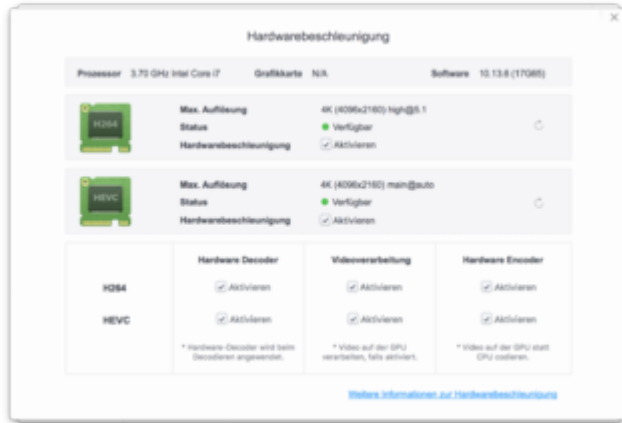 Hardwarebeschleunigung
Prozessor 3.70 GHz Intel Core i7 Grafikkarte N/A Software 10.13.6 (17G65)
H264
Max. Auflösung 4K (4096x2160) high@5.1
Status Verfügbar
Hardwarebeschleunigung Aktivieren
HEVC
Max. Auflösung 4K (4096x2160) main@auto
Status Verfügbar
Hardwarebeschleunigung Aktivieren
Hardware Decoder Videoverarbeitung Hardware Encoder
H264 Aktivieren Aktivieren Aktivieren
HEVC Aktivieren Aktivieren Aktivieren
* Hardware-Decoder wird beim * Video auf der GPU * Video auf der GPU statt
Decodieren angewendet. verarbeiten, falls aktiviert. CPU codieren.
Weitere Informationen zur Hardwarebeschleunigung